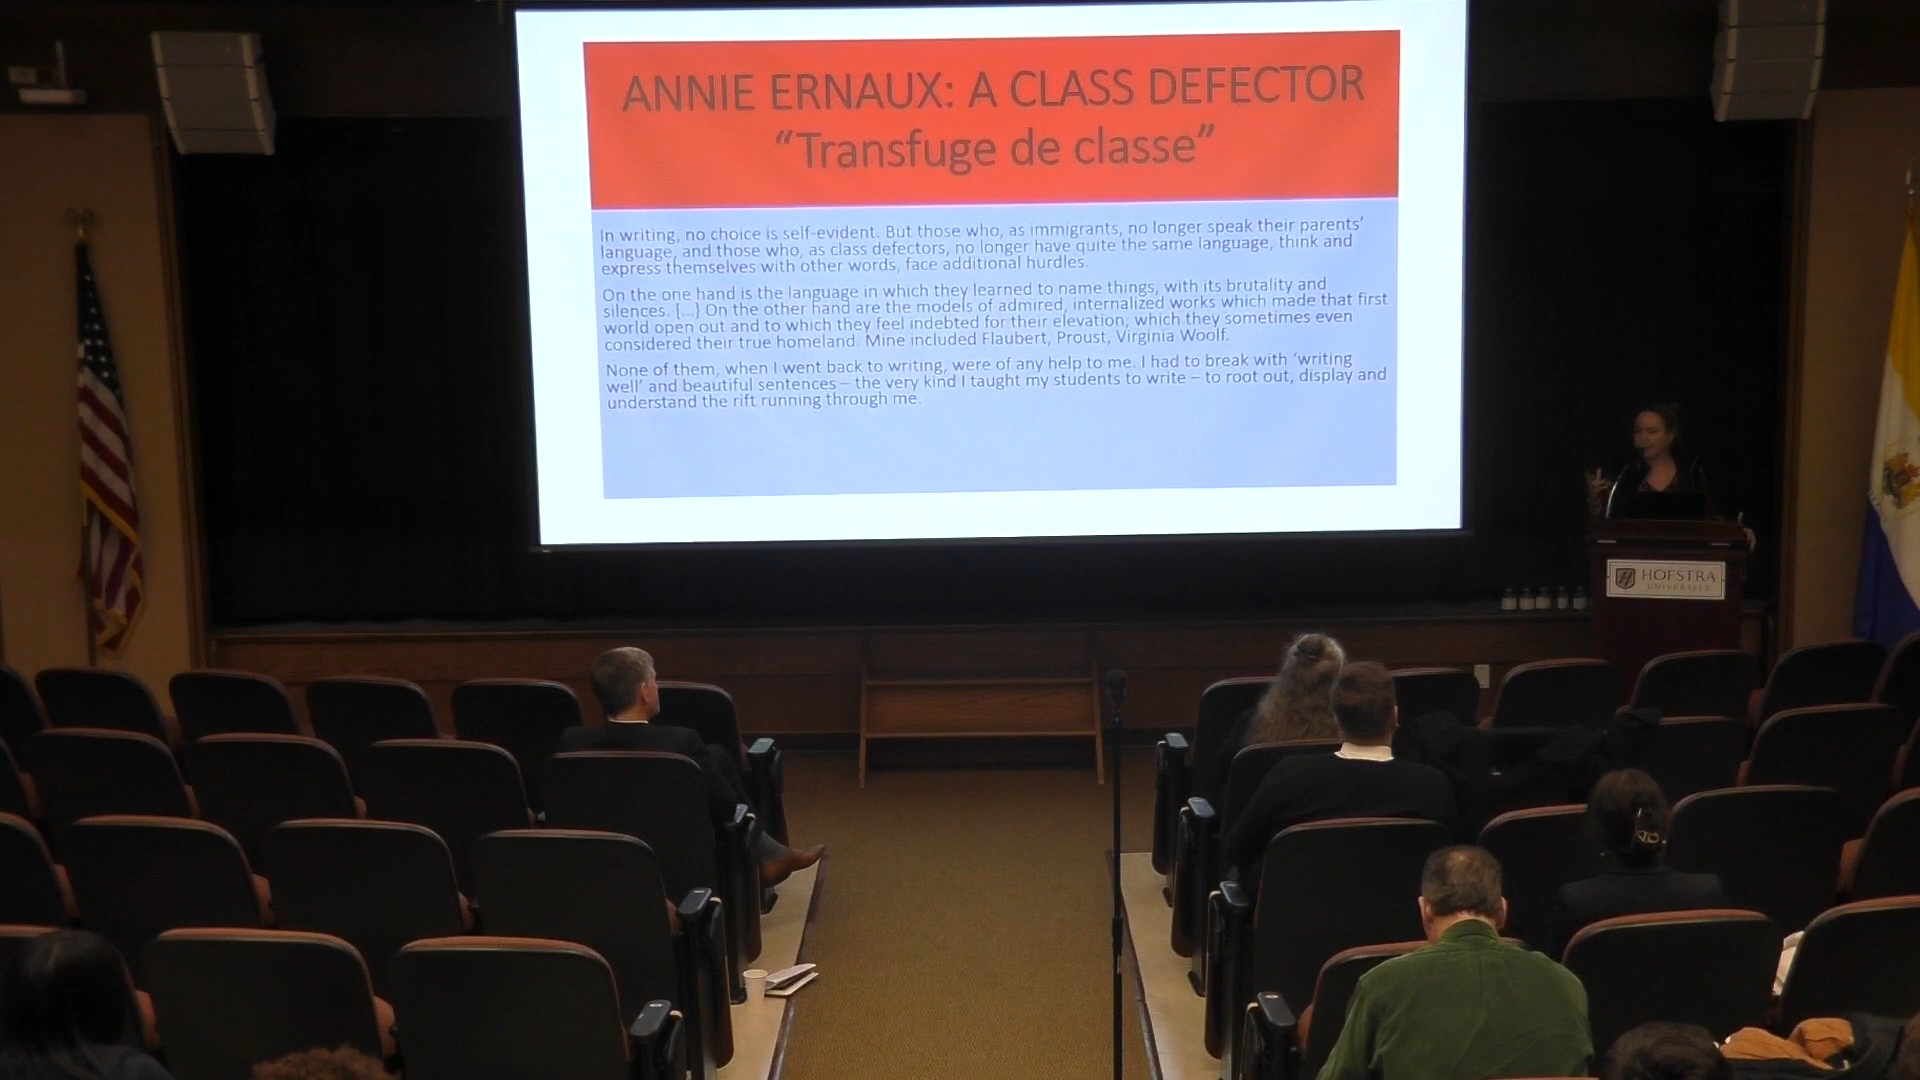 ANNIE ERNAUX: A CLASS DEFECTOR
“Transfuge de classe”
In writing, no choice is self-evident. But those who, as immigrants, no longer speak their parents’
language, and those who, as class defectors, no longer have quite the same language, think and
express themselves with other words, face additional hurdles.
On the one hand is the language in which they learned to name things, with its brutality and
silences. [...} On the other hand are the models of admired, internalized works which made that first
world open out and to which they feel indebted for their elevation; which they sometimes even
considered their true homeland. Mine included Flaubert, Proust, Virginia Woolf.
None of them, when I went back to writing, were of any help to me. I had to break with ‘writing
well’ and beautiful sentences – the very kind I taught my students to write – to root out, display and
understand the rift running through me.
HOFSTRA
UNIVERSITY